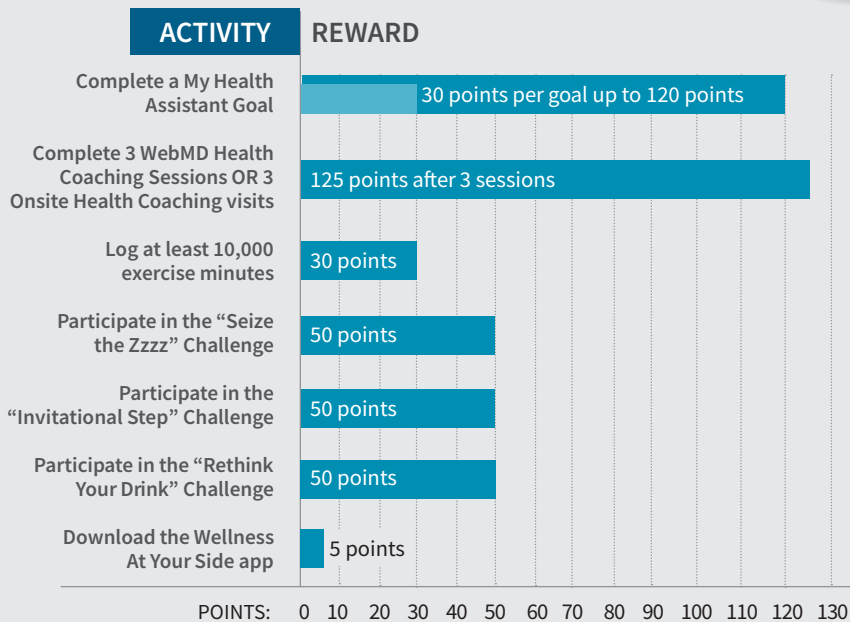 ACTIVITY REWARD
Complete a My Health
Assistant Goal
30 points per goal up to 120 points
Complete 3 WebMD Health
Coaching Sessions OR 3
Onsite Health Coaching visits
125 points after 3 sessions
Log at least 10,000
exercise minutes
30 points
Participate in the “Seize
the Zzzz” Challenge
50 points
Participate in the
“Invitational Step” Challenge
50 points
Participate in the “Rethink
Your Drink” Challenge
50 points
Download the Wellness
At Your Side app
5 points
POINTS: 0 10 20 30 40 50 60 70 80 90 100 110 120 130